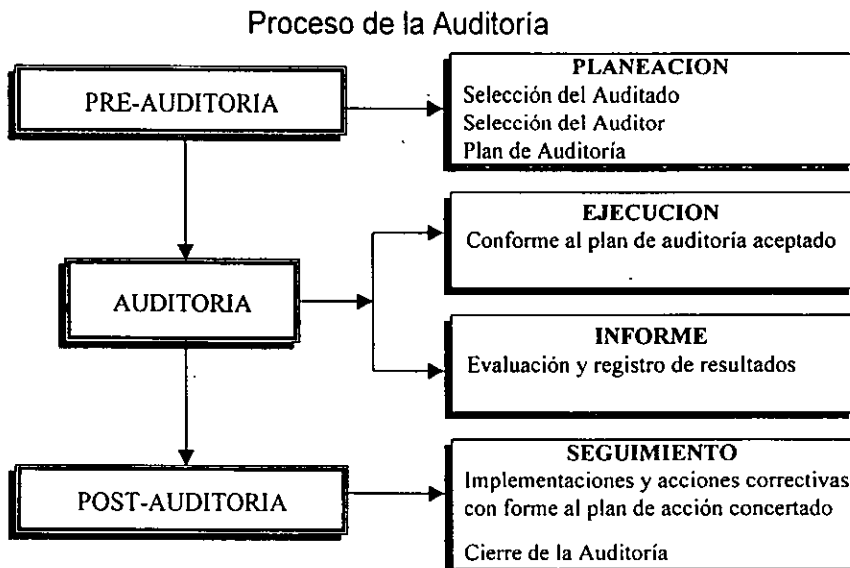 Proceso de la Auditoría
PRE-AUDITORIA
PLANEACION
Selección del Auditado
Selección del Auditor
Plan de Auditoría
AUDITORIA
EJECUCION
Conforme al plan de auditoría aceptado
INFORME
Evaluación y registro de resultados
POST-AUDITORIA
SEGUIMIENTO
Implementaciones y acciones correctivas
con forme al plan de acción concertado
Cierre de la Auditoría